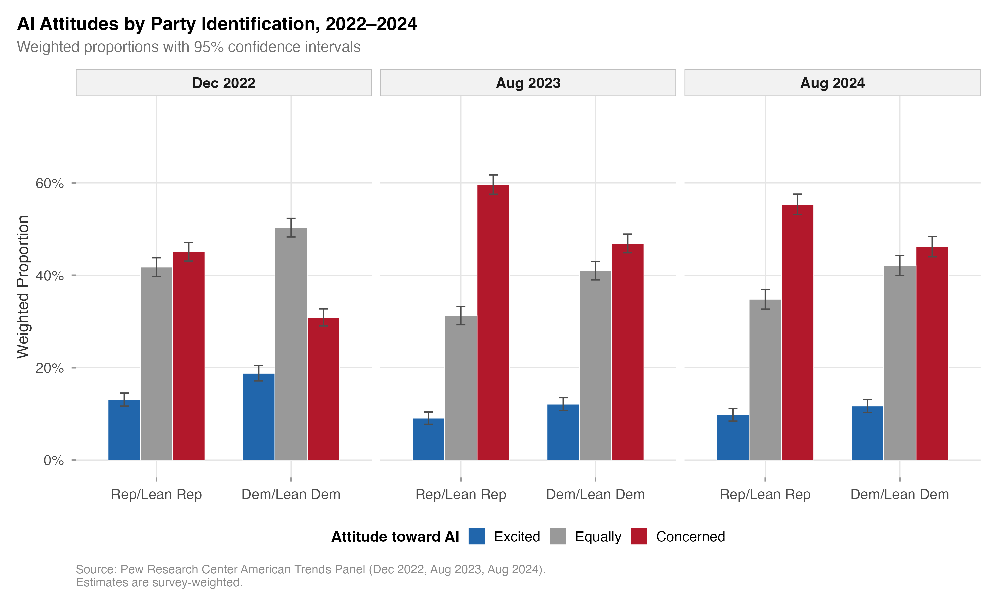 AI Attitudes by Party Identification, 2022–2024
Weighted proportions with 95% confidence intervals
Dec 2022
Aug 2023
Aug 2024
Weighted Proportion
60%
40%
20%
0%
Rep/Lean Rep
Dem/Lean Dem
Rep/Lean Rep
Dem/Lean Dem
Rep/Lean Rep
Dem/Lean Dem
Attitude toward AI
Excited
Equally
Concerned
Source: Pew Research Center American Trends Panel (Dec 2022, Aug 2023, Aug 2024).
Estimates are survey-weighted.